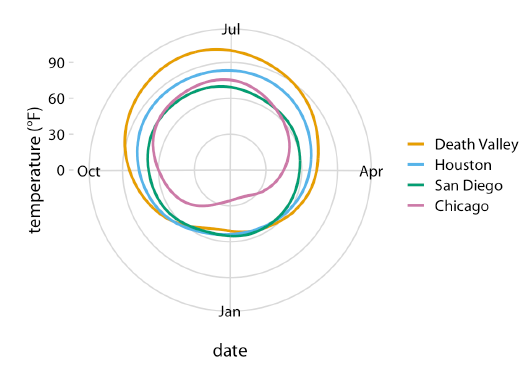 Jul
90
60
30
0
temperature (°F)
Oct
Apr
Jan
date
Death Valley
Houston
San Diego
Chicago